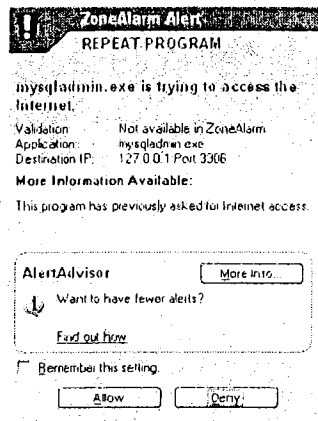 ZoneAlarm Alert
REPEAT PROGRAM
mysqladmin.exe is trying to access the
Internet.
Validation: Not available in ZoneAlarm
Application: mysqladmin.exe
Destination IP: 127.0.0.1 Port 3306
More Information Available:
This program has previously asked for Internet access.
AlertAdvisor
More Info...
Want to have fewer alerts?
Find out how
Remember this setting.
Allow
Deny